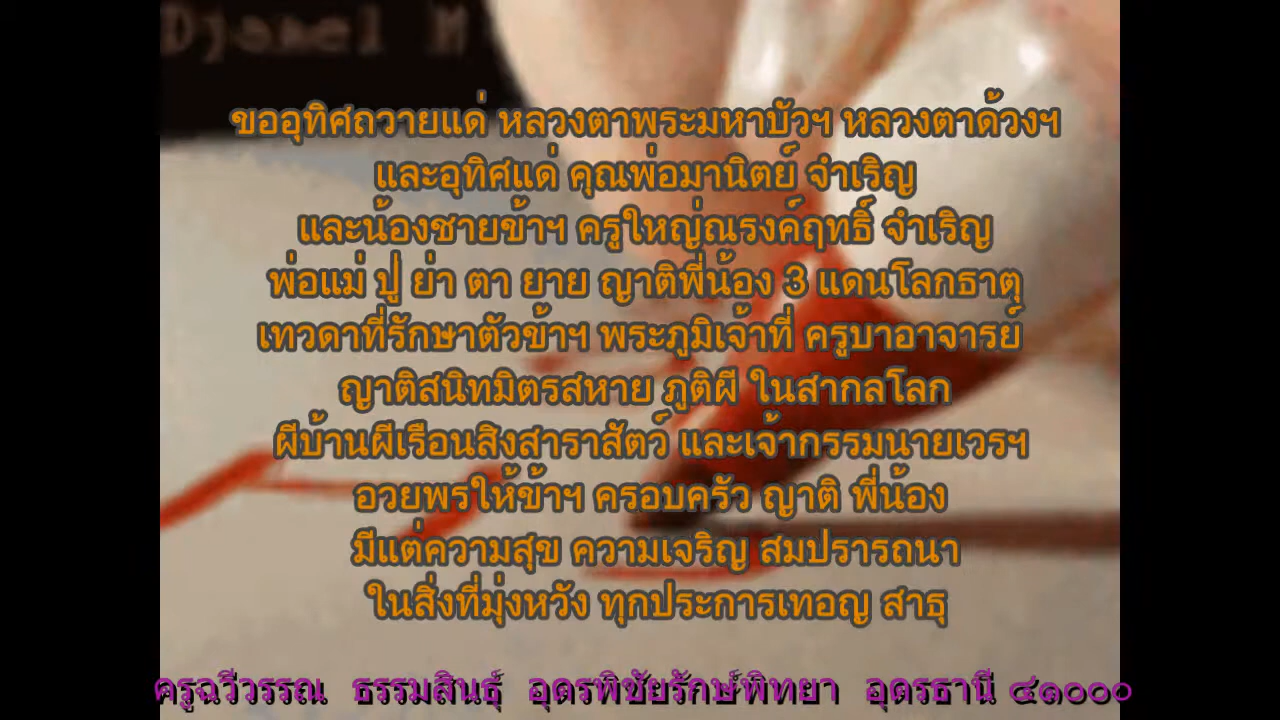 Djamel M
ขออุทิศถวายแด่ หลวงตาพระมหาบัวฯ หลวงตาด้วงฯ
และอุทิศแด่ คุณพ่อมานิตย์ จำเริญ
และน้องชายข้าฯ ครูใหญ่ณรงค์ฤทธิ์ จำเริญ
พ่อแม่ ปู่ ย่า ตา ยาย ญาติพี่น้อง 3 แดนโลกธาตุ
เทวดาที่รักษาตัวข้าฯ พระภูมิเจ้าที่ ครูบาอาจารย์
ญาติสนิทมิตรสหาย ภูติผี ในสากลโลก
ผีบ้านผีเรือนสิงสาราสัตว์ และเจ้ากรรมนายเวรฯ
อวยพรให้ข้าฯ ครอบครัว ญาติ พี่น้อง
มีแต่ความสุข ความเจริญ สมปรารถนา
ในสิ่งที่มุ่งหวัง ทุกประการเทอญ สาธุ
ครูฉวีวรรณ ธรรมสินธุ์ อุดรพิชัยรักษ์พิทยา อุดรธานี ๔๑๐๐๐